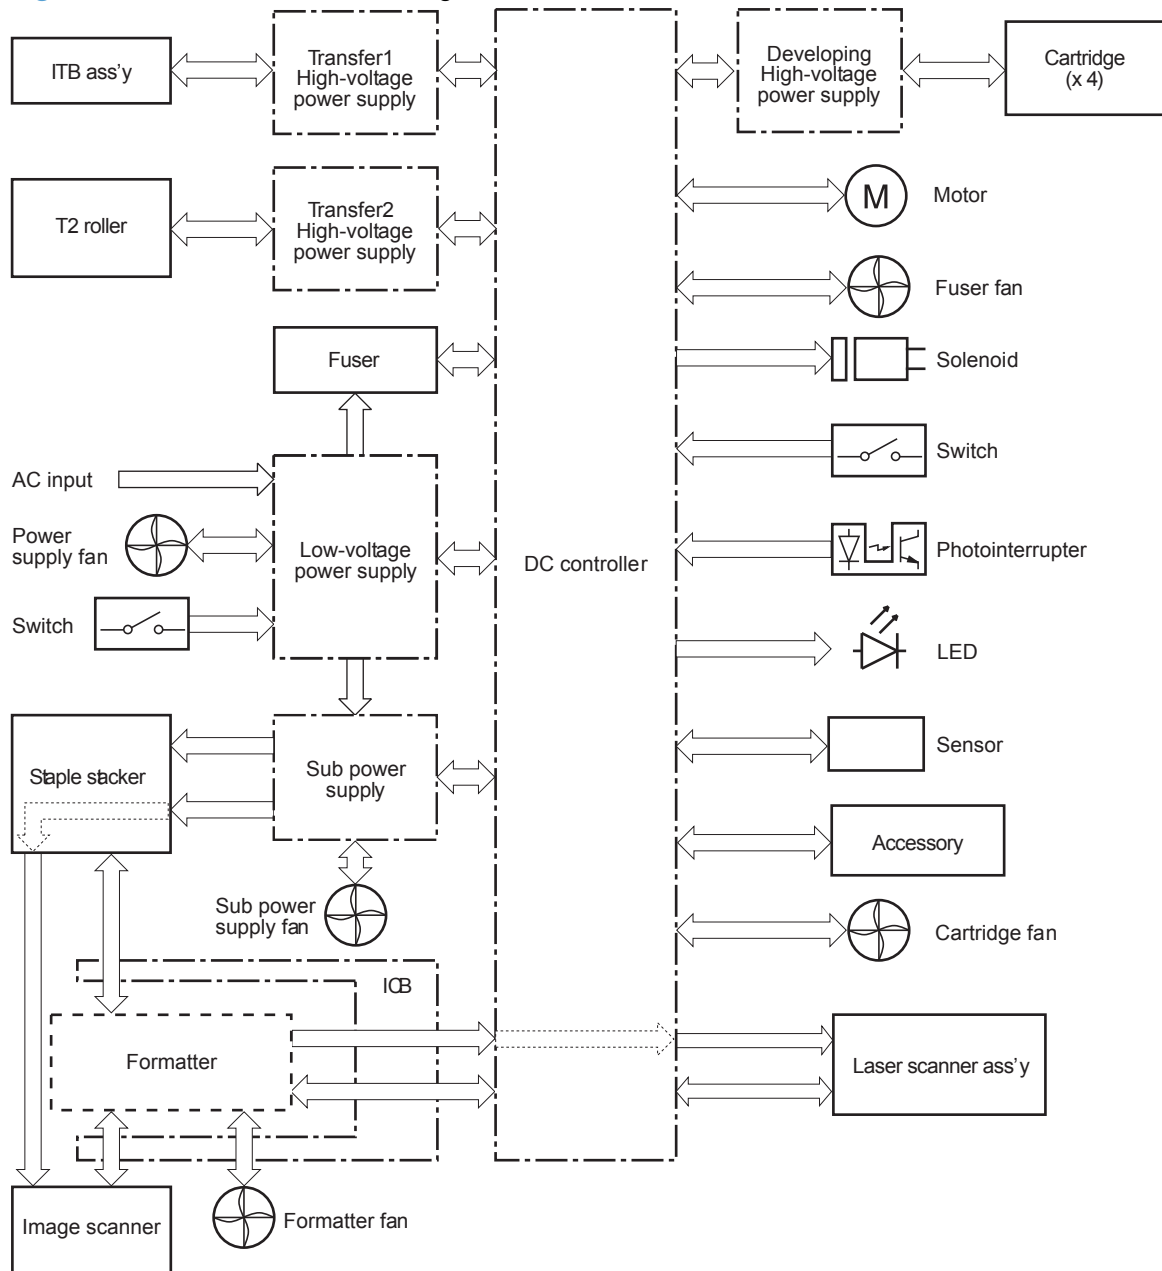 ITB ass'y
Transfer1
High-voltage
power supply
Developing
High-voltage
power supply
Cartridge
(x 4)
T2 roller
Transfer2
High-voltage
power supply
M
Motor
Fuser fan
Fuser
Solenoid
AC input
Switch
Power
supply fan
Low-voltage
power supply
DC controller
Photointerrupter
Switch
LED
Staple stacker
Sub power
supply
Sensor
Accessory
Sub power
supply fan
Cartridge fan
ICB
Formatter
Laser scanner ass'y
Image scanner
Formatter fan